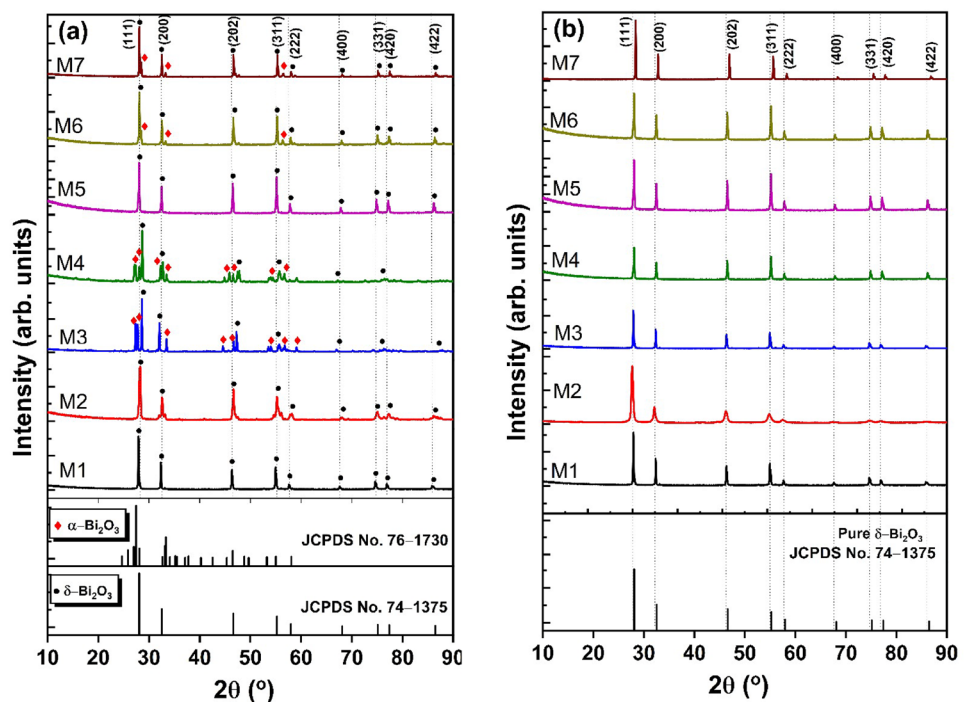 (a)
(111)
(200)
(202)
(311)
(222)
(400)
(331)
(420)
(422)
M7
M6
M5
M4
M3
M2
M1
α–Bi₂O₃
JCPDS No. 76–1730
δ–Bi₂O₃
JCPDS No. 74–1375
Intensity (arb. units)
10 20 30 40 50 60 70 80 90
2θ (°)
(b)
(111)
(200)
(202)
(311)
(222)
(400)
(331)
(420)
(422)
M7
M6
M5
M4
M3
M2
M1
Pure δ–Bi₂O₃
JCPDS No. 74–1375
Intensity (arb. units)
10 20 30 40 50 60 70 80 90
2θ (°)